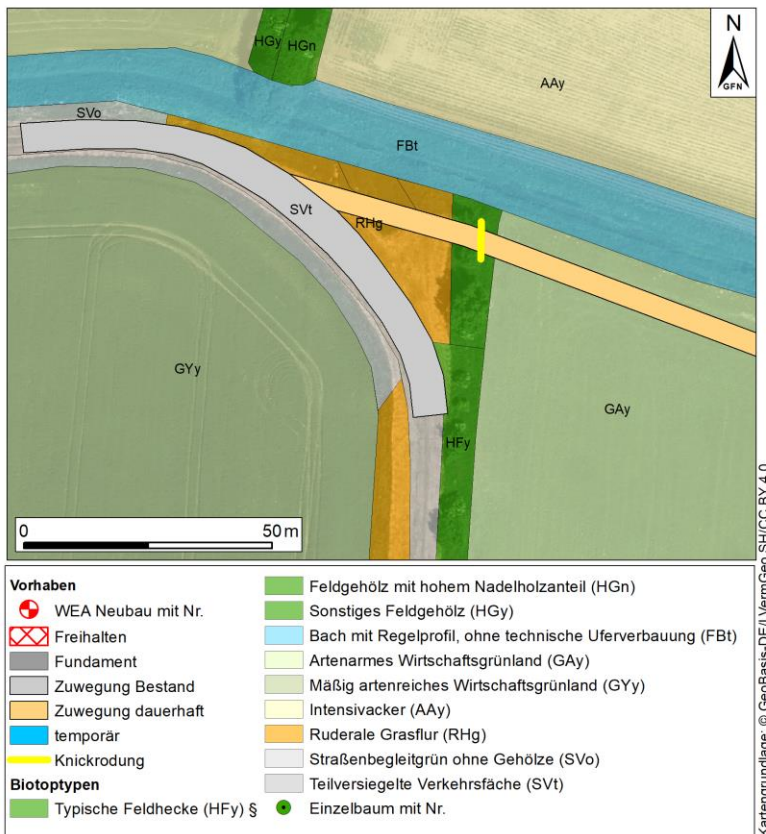 HGy
HGn
N
GFN
AAy
SVo
FBt
SVt
RHg
GYy
GAy
HFy
0 50 m
Kartengrundlage: © GeoBasis-DE/LVermGeo SH/CC BY 4.0
Vorhaben
WEA Neubau mit Nr.
Freihalten
Fundament
Zuwegung Bestand
Zuwegung dauerhaft
temporär
Knickrodung
Biotoptypen
Typische Feldhecke (HFy) §
Feldgehölz mit hohem Nadelholzanteil (HGn)
Sonstiges Feldgehölz (HGy)
Bach mit Regelprofil, ohne technische Uferverbauung (FBt)
Artenarmes Wirtschaftsgrünland (GAy)
Mäßig artenreiches Wirtschaftsgrünland (GYy)
Intensivacker (AAy)
Ruderale Grasflur (RHg)
Straßenbegleitgrün ohne Gehölze (SVo)
Teilversiegelte Verkehrsfäche (SVt)
Einzelbaum mit Nr.